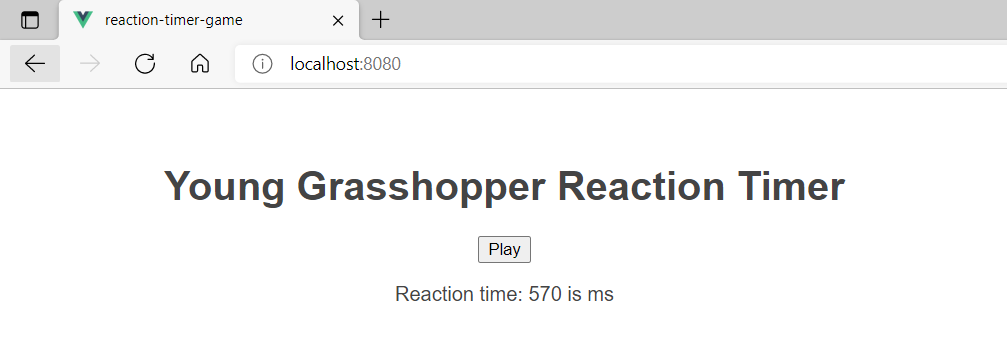 reaction-timer-game
localhost:8080
Young Grasshopper Reaction Timer
Play
Reaction time: 570 is ms